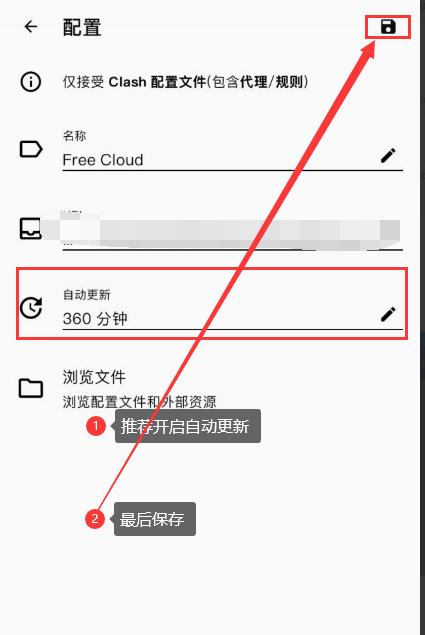 配置
仅接受 Clash 配置文件(包含代理/规则)
名称
Free Cloud
自动更新
360 分钟
浏览文件
浏览配置文件和外部资源
1 推荐开启自动更新
2 最后保存